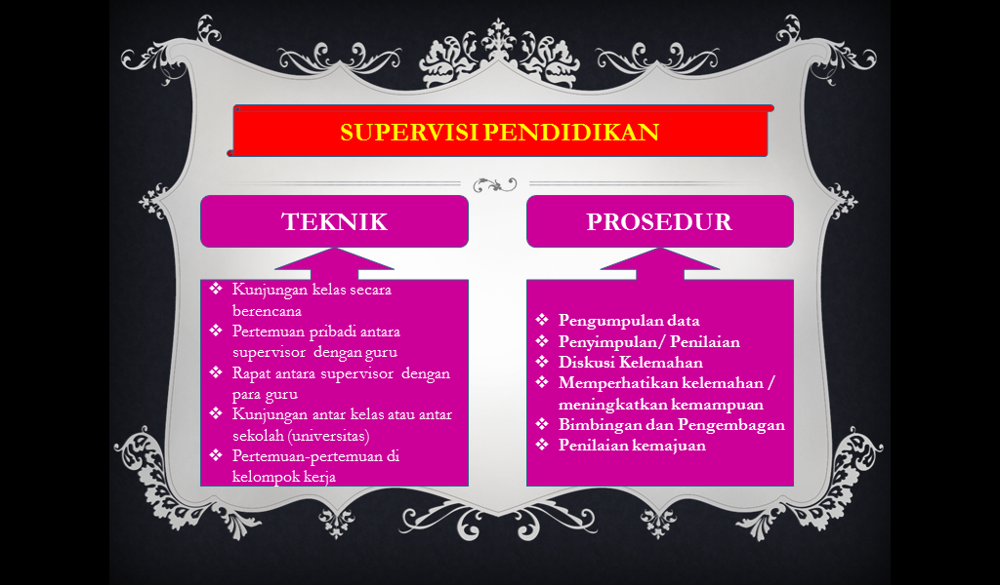 SUPERVISI PENDIDIKAN
TEKNIK
❖ Kunjungan kelas secara
berencana
❖ Pertemuan pribadi antara
supervisor dengan guru
❖ Rapat antara supervisor dengan
para guru
❖ Kunjungan antar kelas atau antar
sekolah (universitas)
❖ Pertemuan-pertemuan di
kelompok kerja
PROSEDUR
❖ Pengumpulan data
❖ Penyimpulan/ Penilaian
❖ Diskusi Kelemahan
❖ Memperhatikan kelemahan /
meningkatkan kemampuan
❖ Bimbingan dan Pengembagan
❖ Penilaian kemajuan